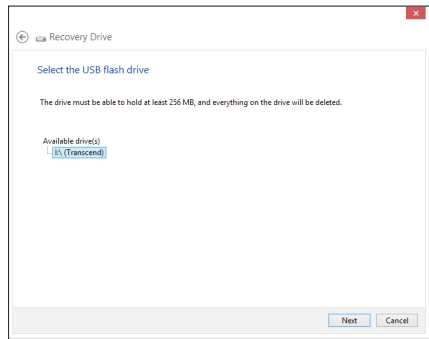 Recovery Drive
Select the USB flash drive
The drive must be able to hold at least 256 MB, and everything on the drive will be deleted.
Available drive(s)
I:\ (Transcend)
Next
Cancel